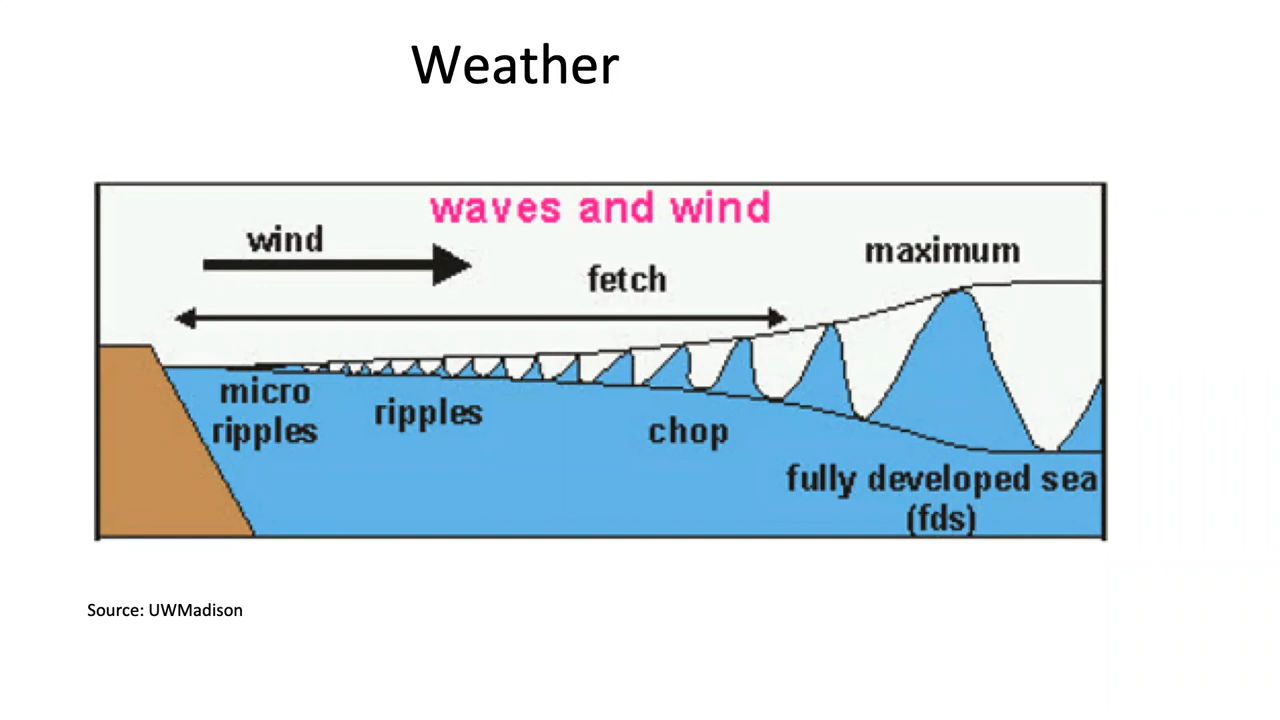 Weather
waves and wind
wind
maximum
fetch
micro
ripples
ripples
chop
fully developed sea
(fds)
Source: UWMadison